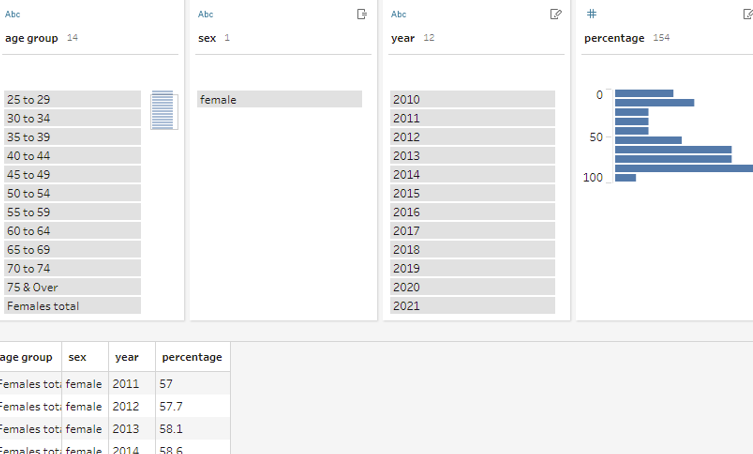 Abc Abc Abc #
age group 14 sex 1 year 12 percentage 154
25 to 29
30 to 34
35 to 39
40 to 44
45 to 49
50 to 54
55 to 59
60 to 64
65 to 69
70 to 74
75 & Over
Females total
female
2010
2011
2012
2013
2014
2015
2016
2017
2018
2019
2020
2021
0
50
100
age group sex year percentage
Females tot female 2011 57
Females tot female 2012 57.7
Females tot female 2013 58.1
Females tot female 2014 58.6